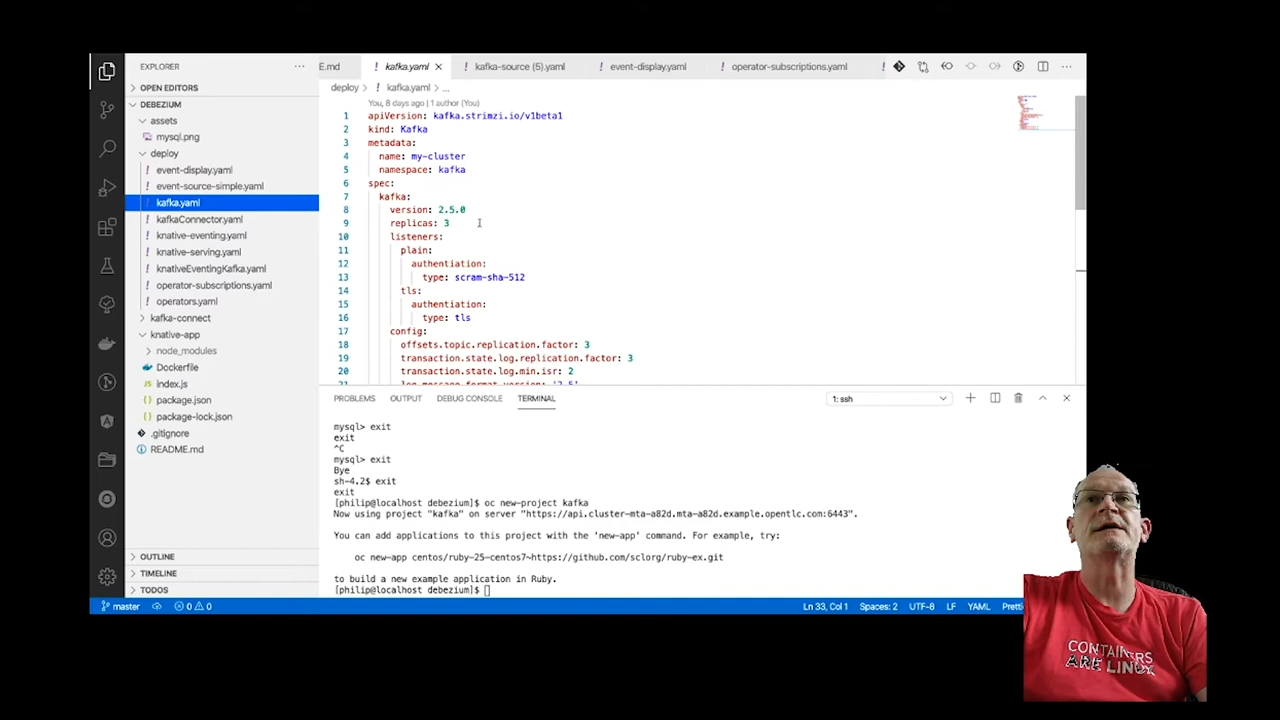 EXPLORER
OPEN EDITORS
DEBEZIUM
assets
mysql.png
deploy
event-display.yaml
event-source-simple.yaml
kafka.yaml
kafkaConnector.yaml
knative-eventing.yaml
knative-serving.yaml
knativeEventingKafka.yaml
operator-subscriptions.yaml
operators.yaml
kafka-connect
knative-app
node_modules
Dockerfile
index.js
package.json
package-lock.json
.gitignore
README.md
OUTLINE
TIMELINE
TODOS
E.md kafka.yaml kafka-source (5).yaml event-display.yaml operator-subscriptions.yaml
deploy > kafka.yaml > ...
You, 8 days ago | 1 author (You)
1 apiVersion: kafka.strimzi.io/v1beta1
2 kind: Kafka
3 metadata:
4 name: my-cluster
5 namespace: kafka
6 spec:
7 kafka:
8 version: 2.5.0
9 replicas: 3
10 listeners:
11 plain:
12 authentiation:
13 type: scram-sha-512
14 tls:
15 authentiation:
16 type: tls
17 config:
18 offsets.topic.replication.factor: 3
19 transaction.state.log.replication.factor: 3
20 transaction.state.log.min.isr: 2
21 log.message.format.version: '2.5'
PROBLEMS OUTPUT DEBUG CONSOLE TERMINAL 1: ssh
mysql> exit
exit
^C
mysql> exit
Bye
sh-4.2$ exit
exit
[philip@localhost debezium]$ oc new-project kafka
Now using project "kafka" on server "https://api.cluster-mta-a82d.mta-a82d.example.opentlc.com:6443".
You can add applications to this project with the 'new-app' command. For example, try:
oc new-app centos/ruby-25-centos7~https://github.com/sclorg/ruby-ex.git
to build a new example application in Ruby.
[philip@localhost debezium]$
master 0 0 Ln 33, Col 1 Spaces: 2 UTF-8 LF YAML Pretti
CONTAINERS
ARE LINUX